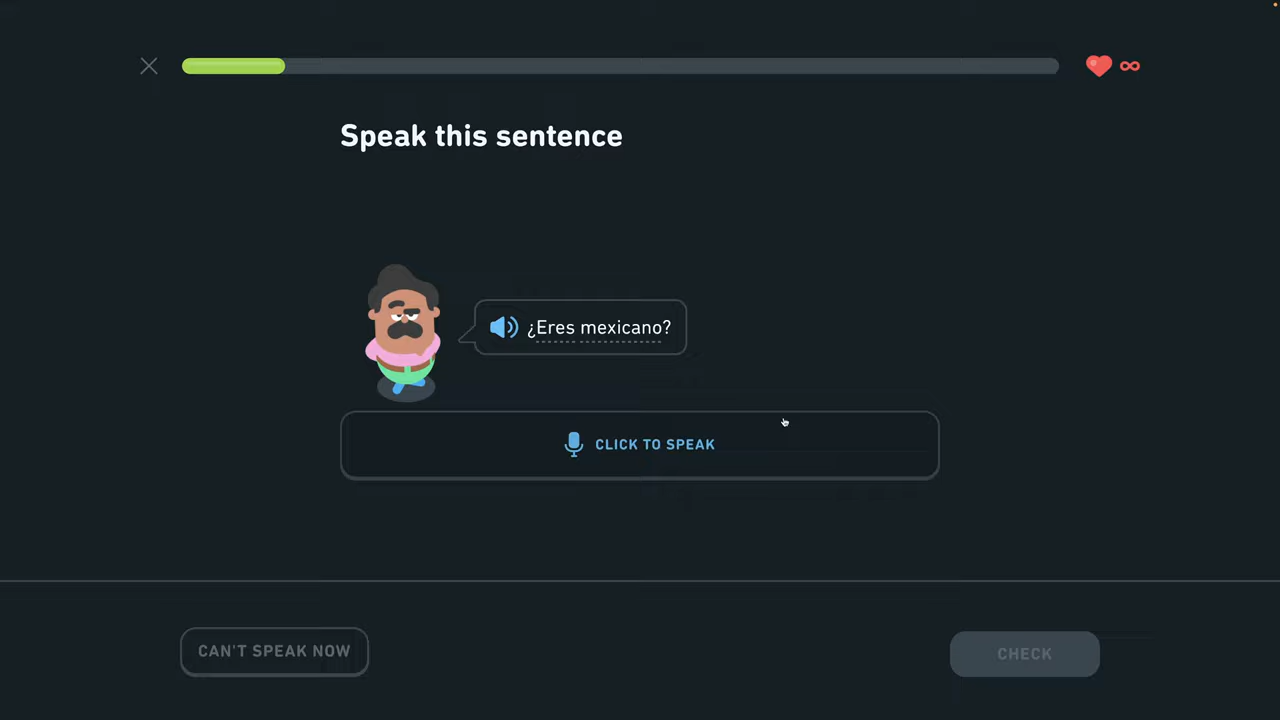 Speak this sentence
¿Eres mexicano?
CLICK TO SPEAK
CAN'T SPEAK NOW
CHECK